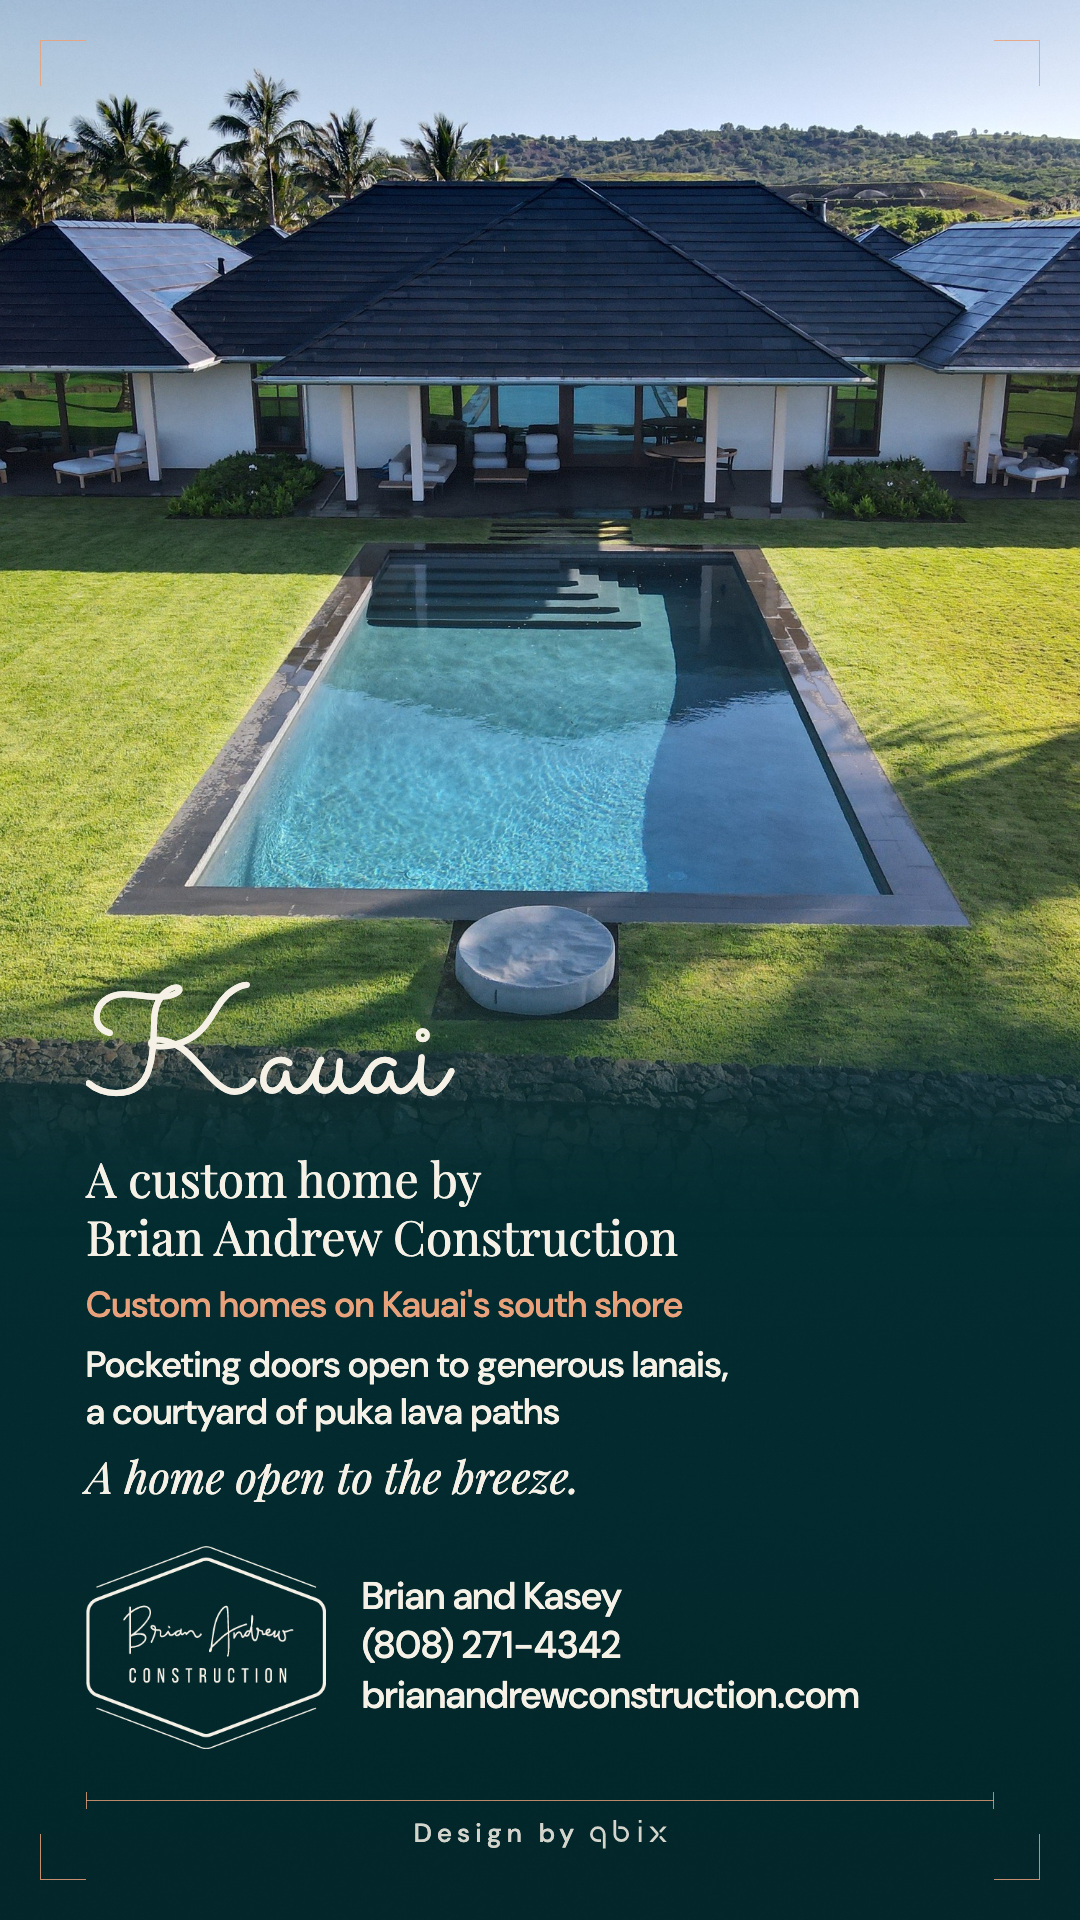 Kauai
A custom home by
Brian Andrew Construction
Custom homes on Kauai's south shore
Pocketing doors open to generous lanais,
a courtyard of puka lava paths
A home open to the breeze.
Brian Andrew
CONSTRUCTION
Brian and Kasey
(808) 271-4342
brianandrewconstruction.com
Design by qbix